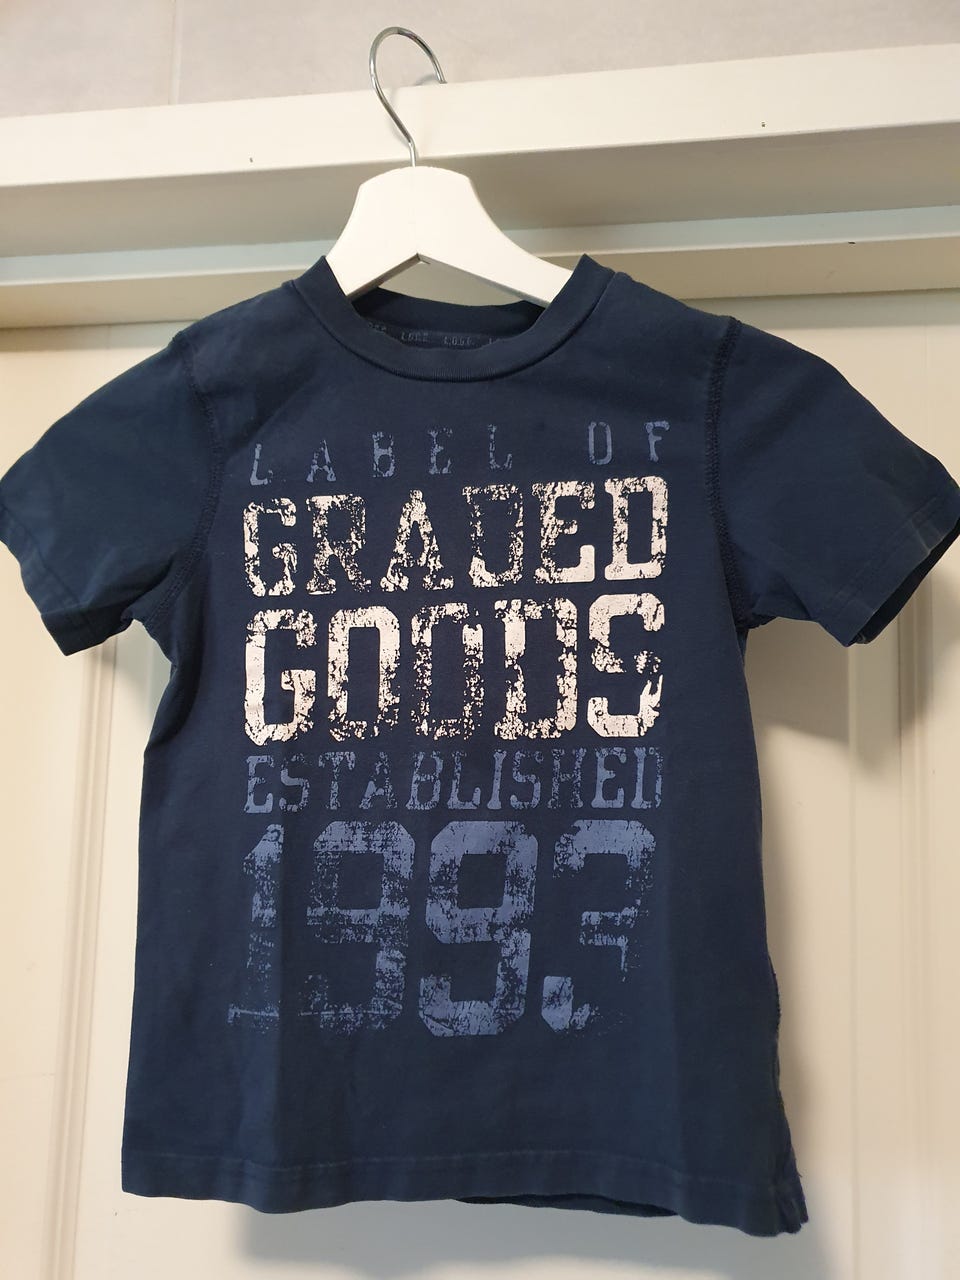 LABEL OF
GRADED
GOODS
ESTABLISHED
1993